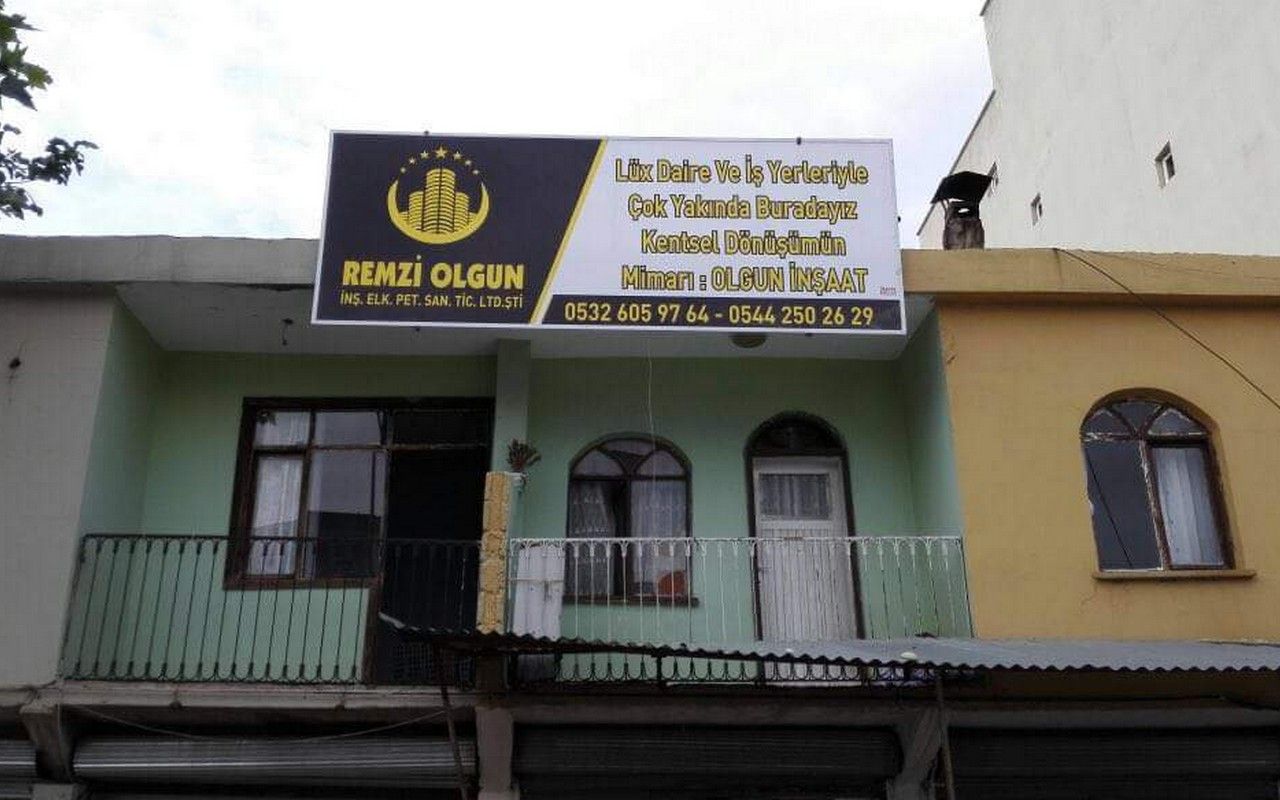 REMZİ OLGUN
İNŞ. ELK. PET. SAN. TİC. LTD.ŞTİ
Lüx Daire Ve İş Yerleriyle
Çok Yakında Buradayız
Kentsel Dönüşümün
Mimarı : OLGUN İNŞAAT
0532 605 97 64 - 0544 250 26 29